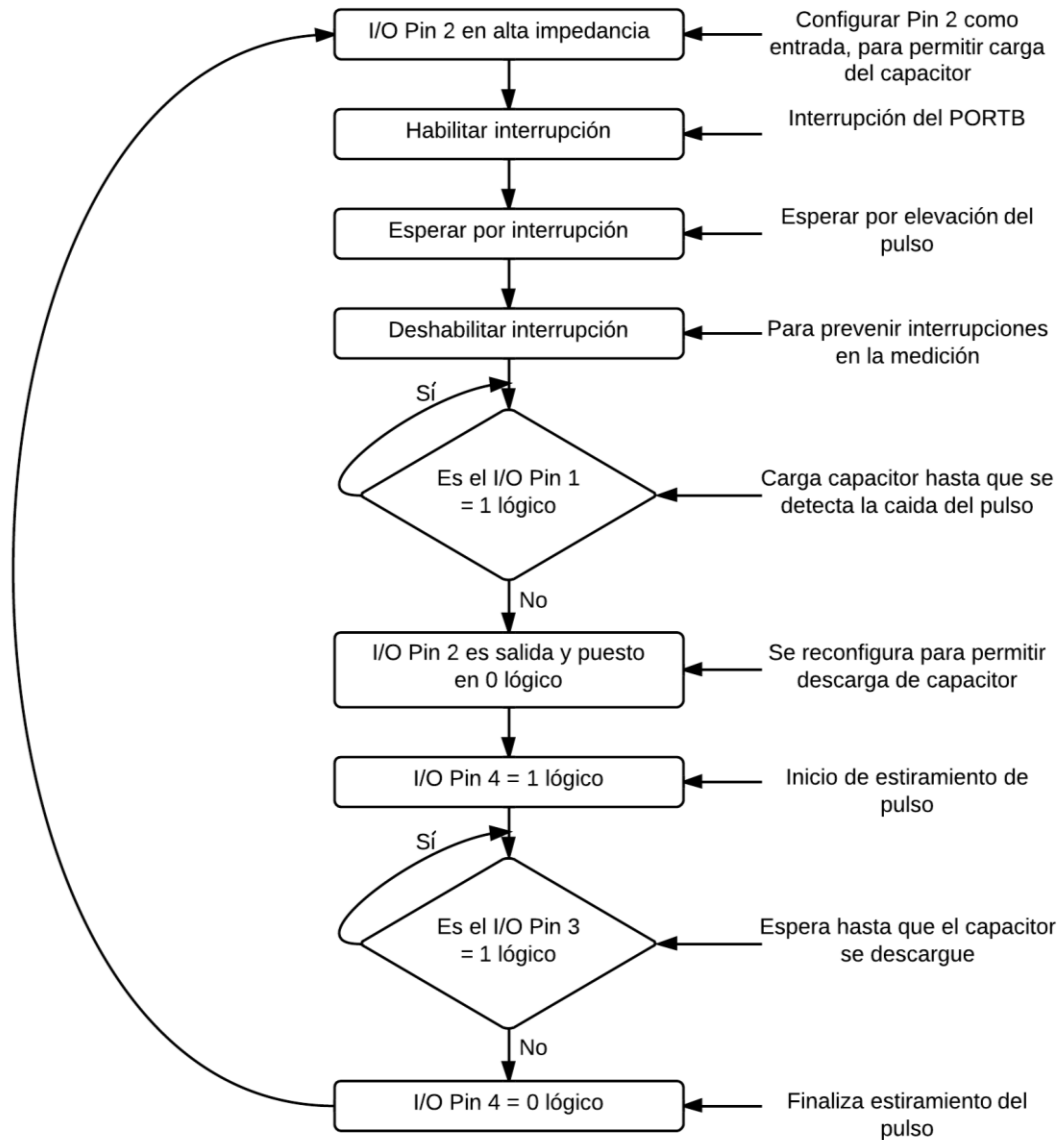 I/O Pin 2 en alta impedancia
Configurar Pin 2 como
entrada, para permitir carga
del capacitor
Habilitar interrupción
Interrupción del PORTB
Esperar por interrupción
Esperar por elevación del
pulso
Deshabilitar interrupción
Para prevenir interrupciones
en la medición
Sí
Es el I/O Pin 1
= 1 lógico
Carga capacitor hasta que se
detecta la caida del pulso
No
I/O Pin 2 es salida y puesto
en 0 lógico
Se reconfigura para permitir
descarga de capacitor
I/O Pin 4 = 1 lógico
Inicio de estiramiento de
pulso
Sí
Es el I/O Pin 3
= 1 lógico
Espera hasta que el capacitor
se descargue
No
I/O Pin 4 = 0 lógico
Finaliza estiramiento del
pulso